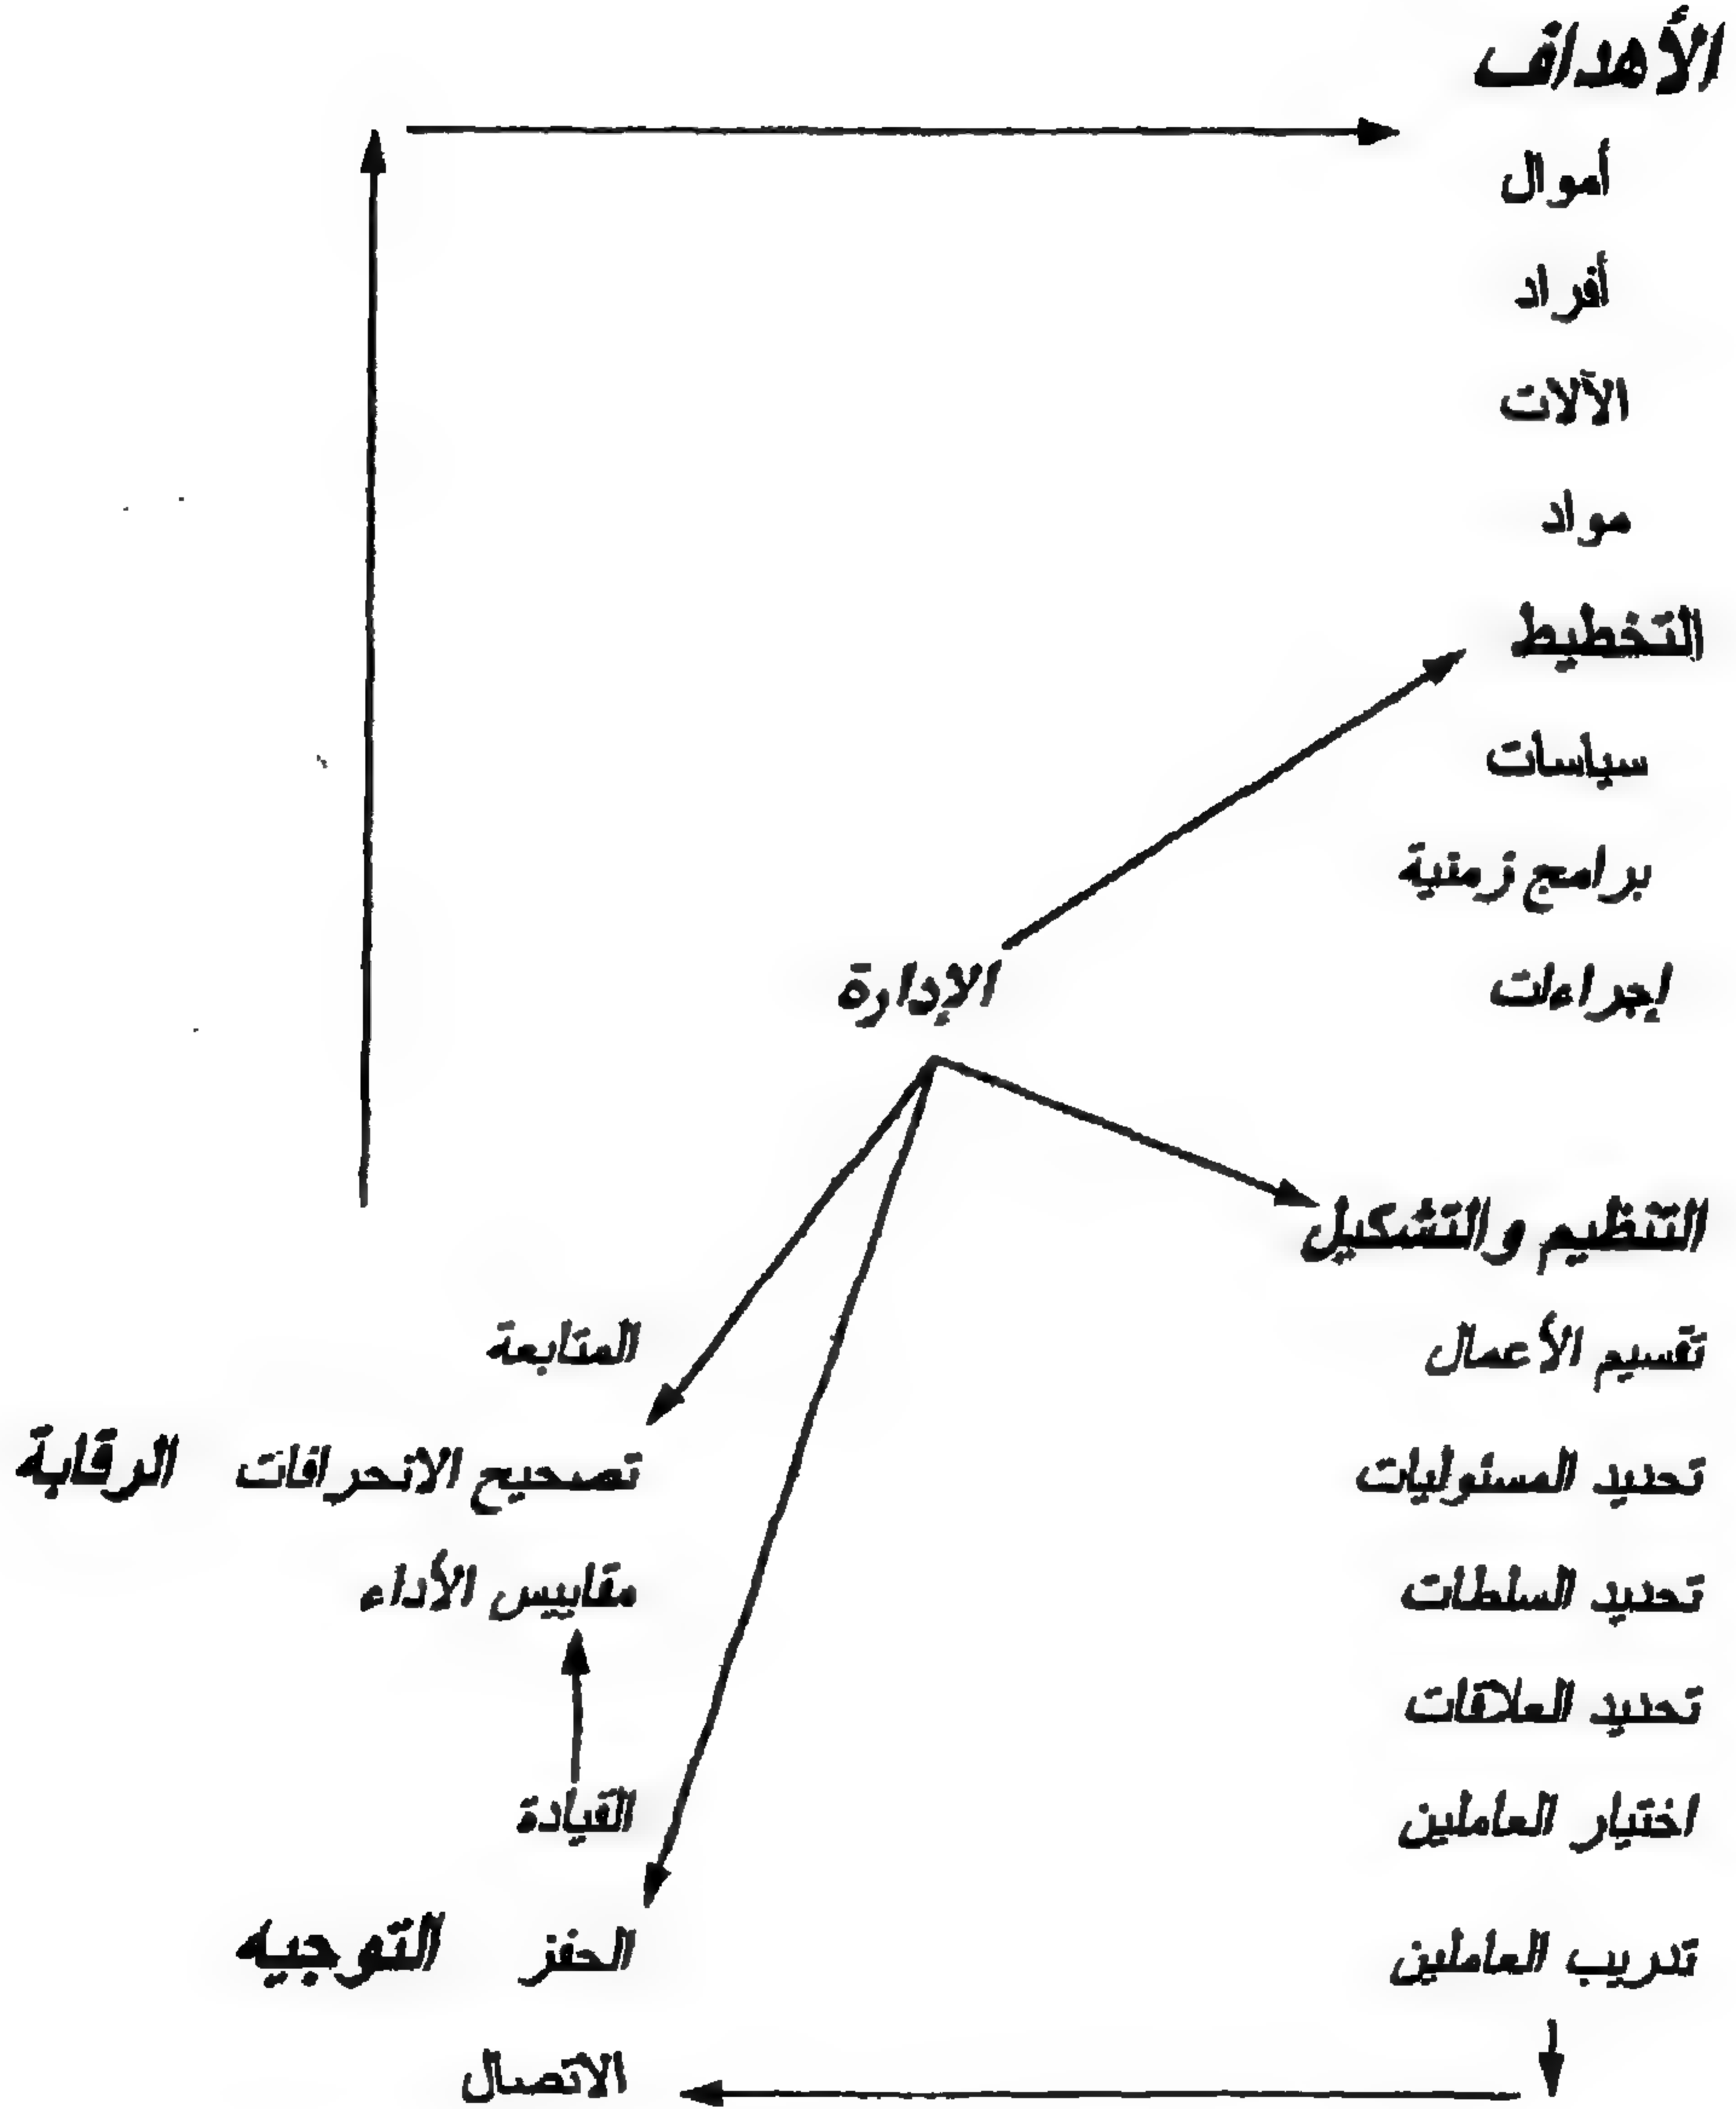 الأهداف
أموال
أفراد
الآلات
مواد
التخطيط
سياسات
برامج زمنية
إجراءات
الإدارة
التنظيم والتشكيل
تقسيم الأعمال
تحديد المسئوليات
تحديد السلطات
تحديد العلاقات
اختيار العاملين
تدريب العاملين
المتابعة
تصحيح الانحرافات الرقابة
مقاييس الأداء
القيادة
الحفز التوجيه
الاتصال